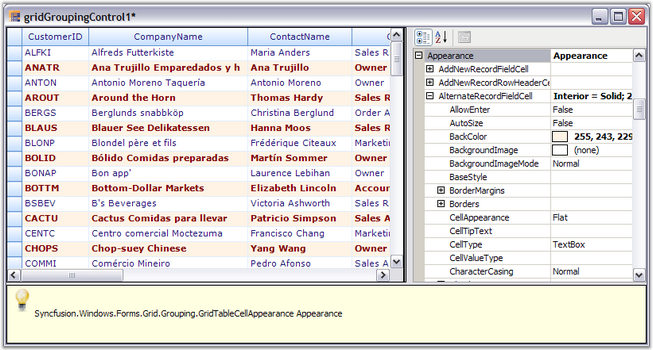 gridGroupingControl1*
CustomerID CompanyName ContactName
ALFKI Alfreds Futterkiste Maria Anders Sales R
ANATR Ana Trujillo Emparedados y h Ana Trujillo Owner
ANTON Antonio Moreno Taquería Antonio Moreno Owner
AROUT Around the Horn Thomas Hardy Sales R
BERGS Berglunds snabbköp Christina Berglund Order A
BLAUS Blauer See Delikatessen Hanna Moos Sales R
BLONP Blondel père et fils Frédérique Citeaux Marketin
BOLID Bólido Comidas preparadas Martín Sommer Owner
BONAP Bon app' Laurence Lebihan Owner
BOTTM Bottom-Dollar Markets Elizabeth Lincoln Accoun
BSBEV B's Beverages Victoria Ashworth Sales R
CACTU Cactus Comidas para llevar Patricio Simpson Sales A
CENTC Centro comercial Moctezuma Francisco Chang Marketin
CHOPS Chop-suey Chinese Yang Wang Owner
COMMI Comércio Mineiro Pedro Afonso Sales A
Appearance Appearance
AddNewRecordFieldCell
AddNewRecordRowHeaderCe
AlternateRecordFieldCell Interior = Solid; 2
AllowEnter False
AutoSize False
BackColor 255, 243, 229
BackgroundImage (none)
BackgroundImageMode Normal
BaseStyle
BorderMargins
Borders
CellAppearance Flat
CellTipText
CellType TextBox
CellValueType
CharacterCasing Normal
Syncfusion.Windows.Forms.Grid.Grouping.GridTableCellAppearance Appearance